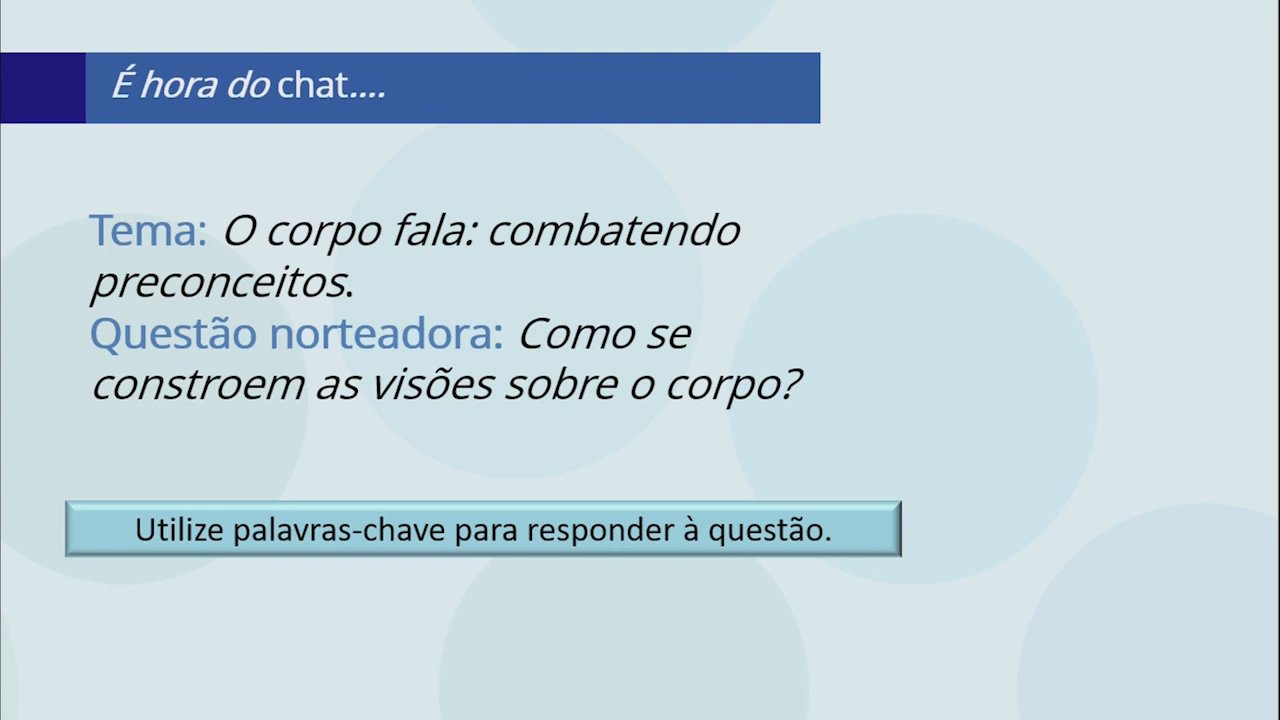 É hora do chat....
Tema: O corpo fala: combatendo
preconceitos.
Questão norteadora: Como se
constroem as visões sobre o corpo?
Utilize palavras-chave para responder à questão.